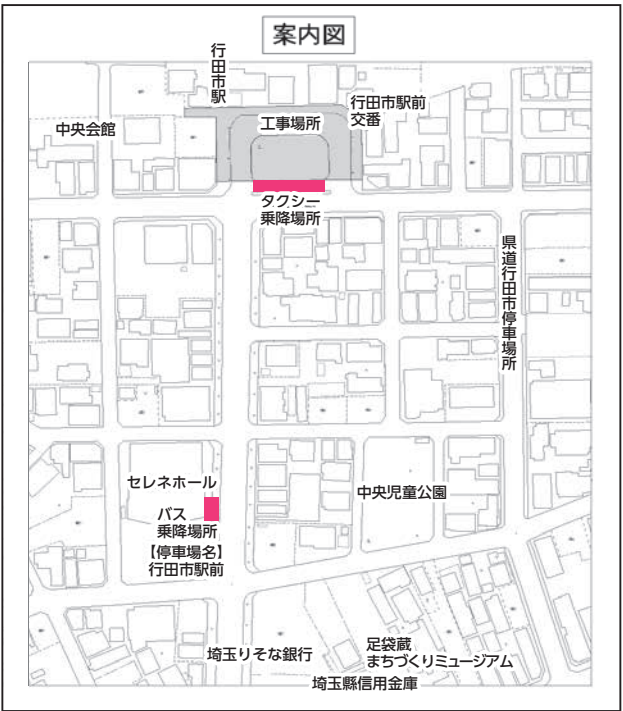 案内図
行田市駅
中央会館
工事場所
行田市駅前
交番
タクシー
乗降場所
県道行田市停車場所
セレネホール
バス
乗降場所
【停車場名】
行田市駅前
中央児童公園
埼玉りそな銀行
足袋蔵
まちづくりミュージアム
埼玉縣信用金庫